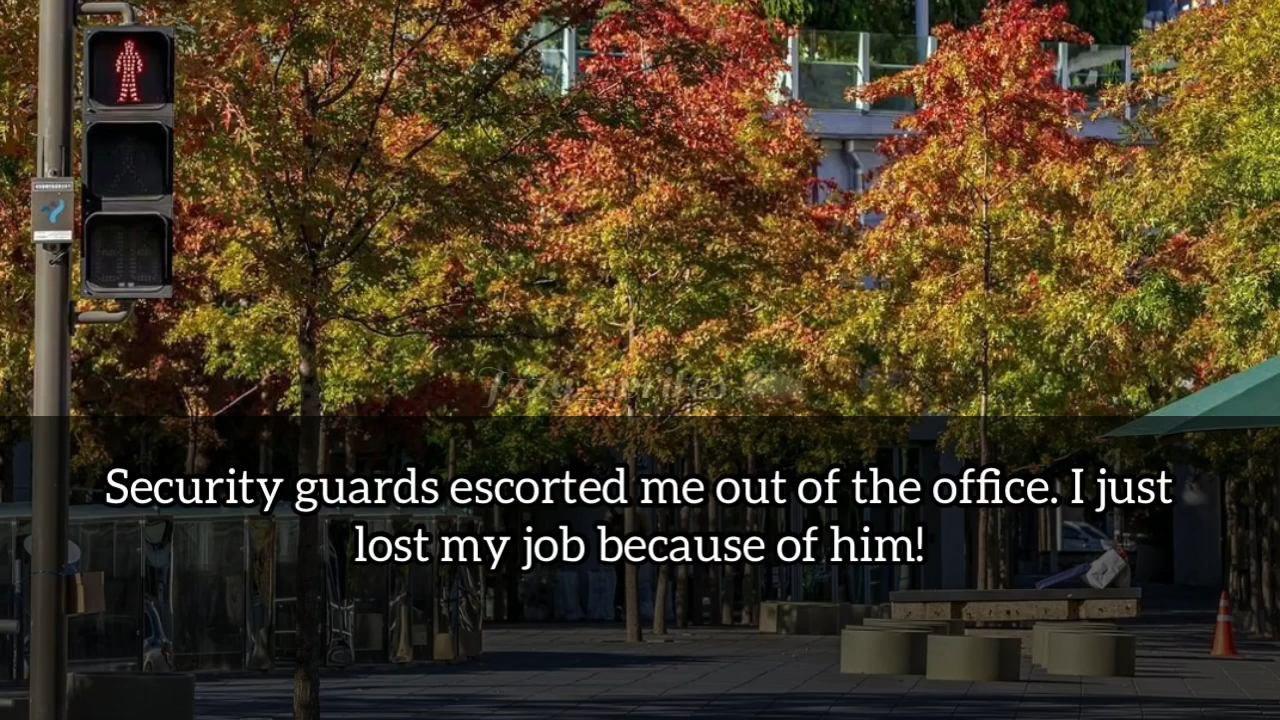 Security guards escorted me out of the office. I just
lost my job because of him!